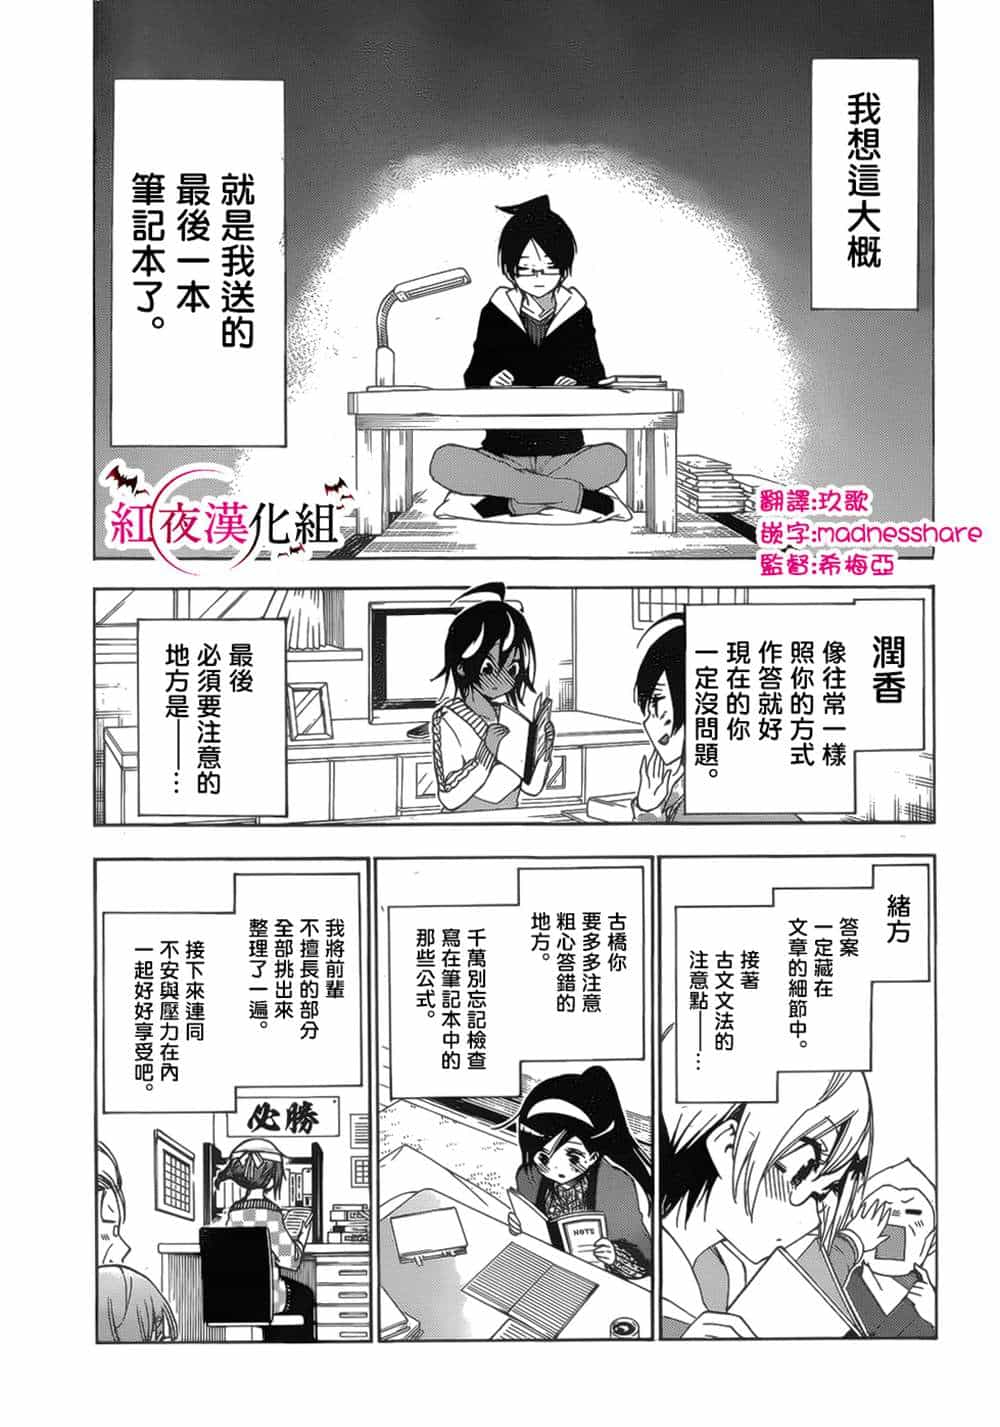 我想這大概
就是我送的
最後一本
筆記本了。
紅夜漢化組
翻譯:玖歌
嵌字:madnesshare
監督:希梅亞
潤香
像往常一樣
照你的方式
作答就好
現在的你
一定沒問題。
最後
必須要注意的
地方是——…
緒方
答案
一定藏在
文章的細節中。
接著
古文文法的
注意點——…
古橋你
要多多注意
粗心答錯的
地方。
千萬別忘記檢查
寫在筆記本中的
那些公式。
NOTE
我將前輩
不擅長的部分
全部挑出來
整理了一遍。
接下來連同
不安與壓力在內
一起好好享受吧。
必勝